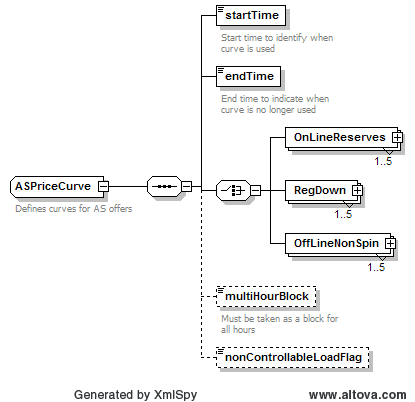 startTime
Start time to identify when
curve is used
endTime
End time to indicate when
curve is no longer used
OnLineReserves
1..5
ASPriceCurve
Defines curves for AS offers
RegDown
1..5
OffLineNonSpin
1..5
multiHourBlock
Must be taken as a block for
all hours
nonControllableLoadFlag
Generated by XmlSpy
www.altova.com